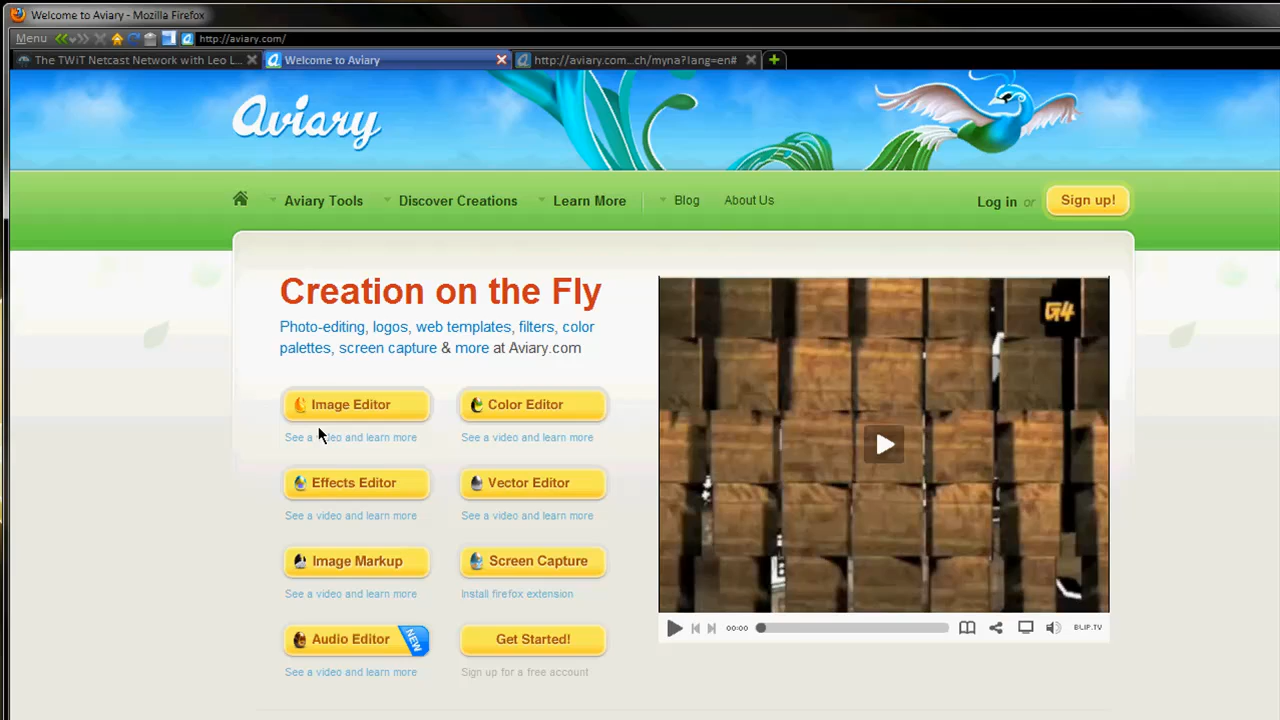 Welcome to Aviary - Mozilla Firefox
Menu
http://aviary.com/
The TWiT Netcast Network with Leo L...
Welcome to Aviary
http://aviary.com...ch/myna?lang=en#
Aviary
Aviary Tools
Discover Creations
Learn More
Blog
About Us
Log in or
Sign up!
Creation on the Fly
Photo-editing, logos, web templates, filters, color
palettes, screen capture & more at Aviary.com
G4
Image Editor
Color Editor
See a video and learn more
See a video and learn more
Effects Editor
Vector Editor
See a video and learn more
See a video and learn more
Image Markup
Screen Capture
See a video and learn more
Install firefox extension
Audio Editor
NEW
Get Started!
See a video and learn more
Sign up for a free account
00:00
BLIP.TV